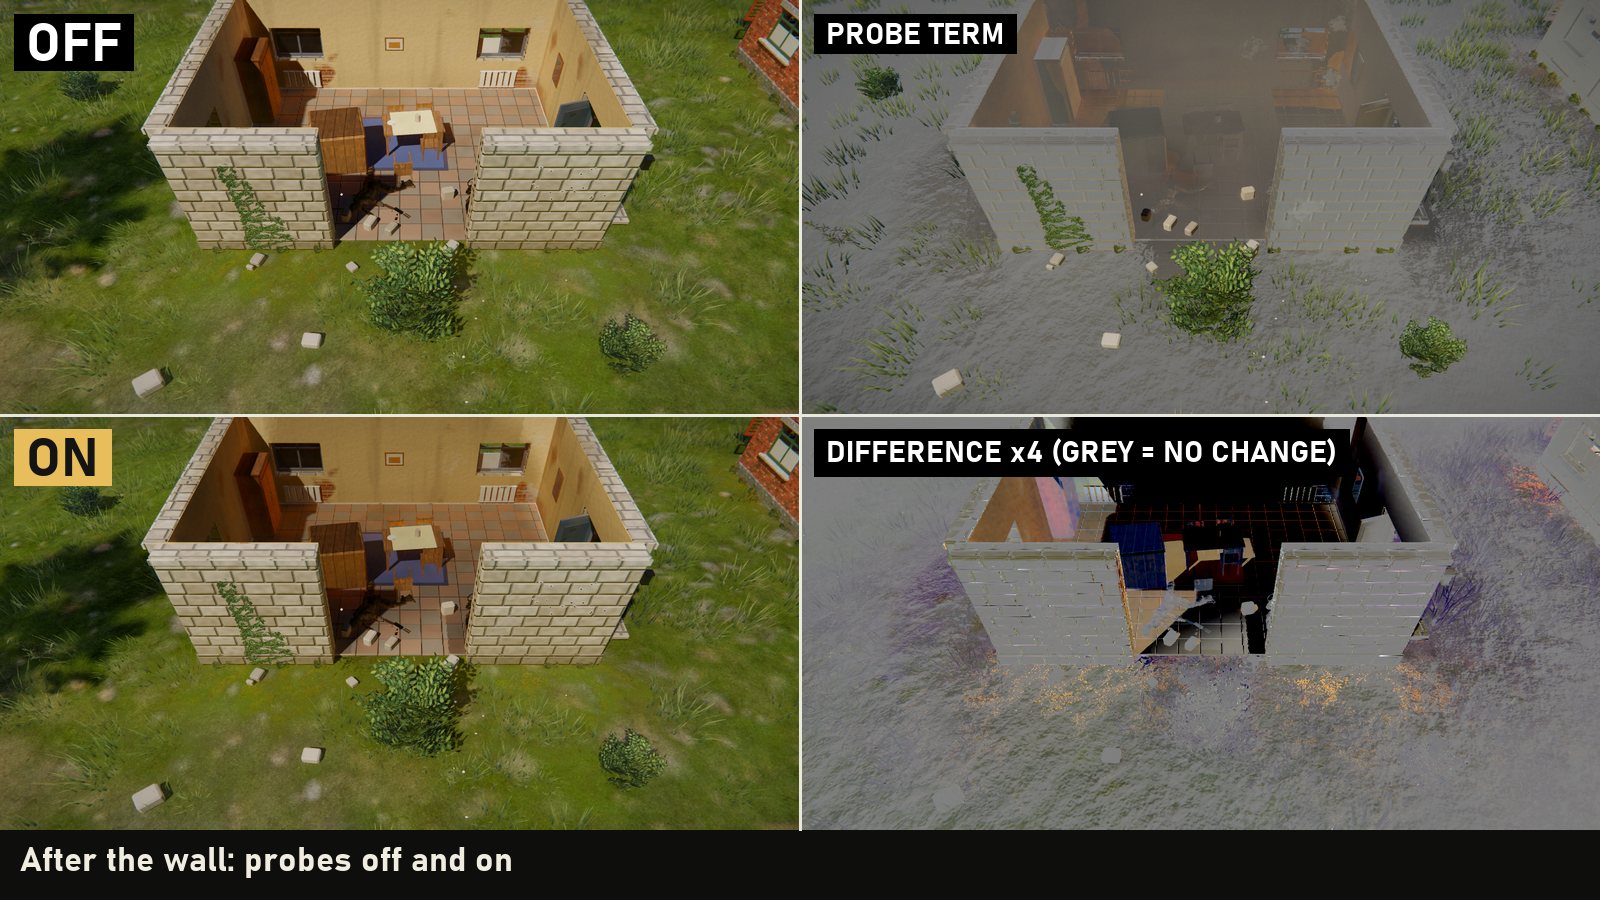 OFF
PROBE TERM
ON
DIFFERENCE x4 (GREY = NO CHANGE)
After the wall: probes off and on